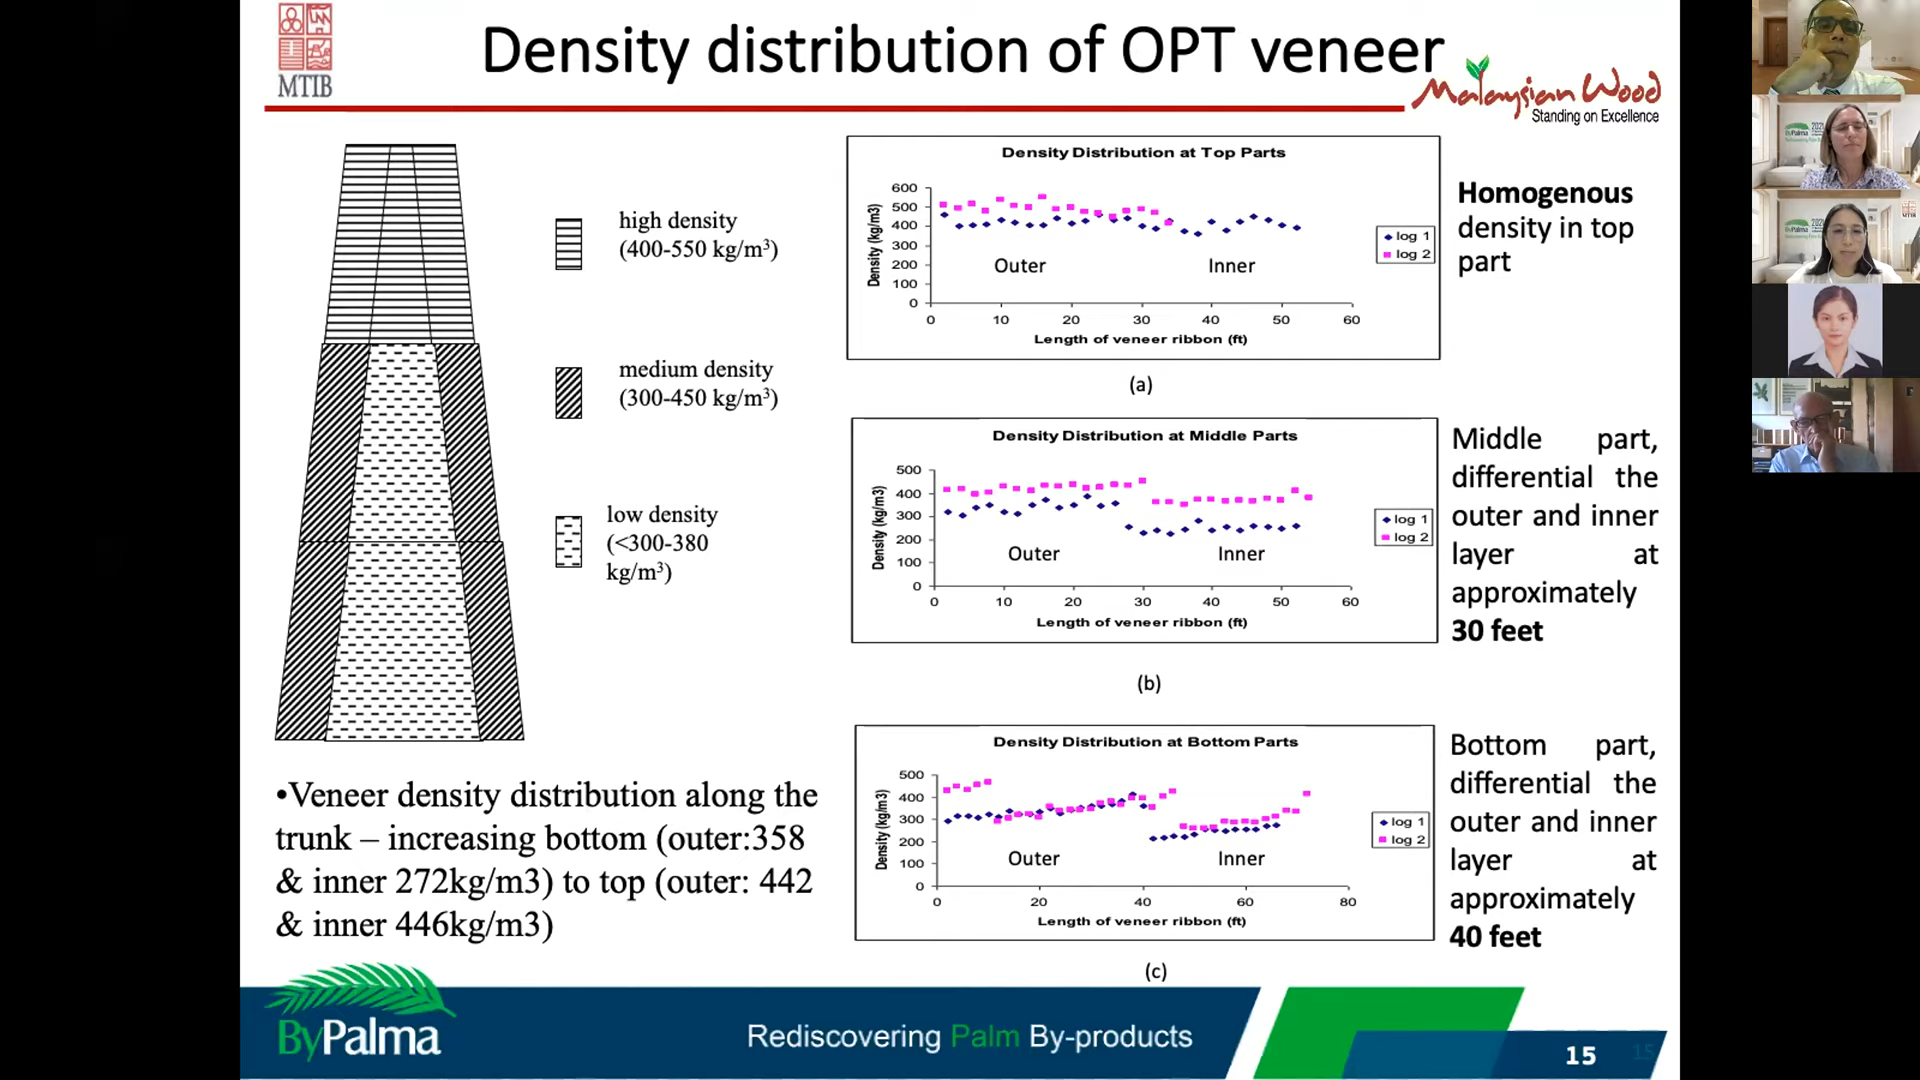 MTIB
Density distribution of OPT veneer
Malaysian Wood
Standing on Excellence
high density
(400-550 kg/m³)
medium density
(300-450 kg/m³)
low density
(<300-380
kg/m³)
•Veneer density distribution along the
trunk – increasing bottom (outer:358
& inner 272kg/m3) to top (outer: 442
& inner 446kg/m3)
Density Distribution at Top Parts
Density (kg/m3)
600
500
400
300
200
100
0
Outer
Inner
0 10 20 30 40 50 60
Length of veneer ribbon (ft)
log 1
log 2
(a)
Homogenous
density in top
part
Density Distribution at Middle Parts
Density (kg/m3)
500
400
300
200
100
0
Outer
Inner
0 10 20 30 40 50 60
Length of veneer ribbon (ft)
log 1
log 2
(b)
Middle part,
differential the
outer and inner
layer at
approximately
30 feet
Density Distribution at Bottom Parts
Density (kg/m3)
500
400
300
200
100
0
Outer
Inner
0 20 40 60 80
Length of veneer ribbon (ft)
log 1
log 2
(c)
Bottom part,
differential the
outer and inner
layer at
approximately
40 feet
ByPalma
Rediscovering Palm By-products
15
15
ByPalma
ByPalma